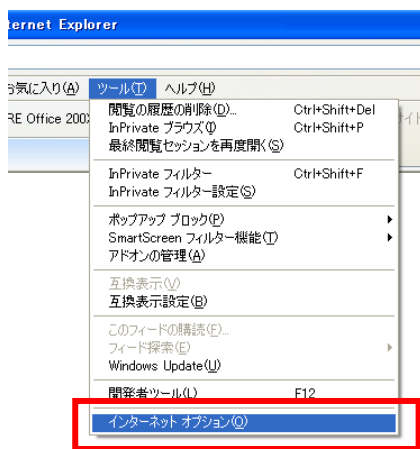 ternet Explorer
お気に入り(A) ツール(T) ヘルプ(H)
RE Office 200
閲覧の履歴の削除(D)... Ctrl+Shift+Del
InPrivate ブラウズ(I) Ctrl+Shift+P
最終閲覧セッションを再度開く(S)
InPrivate フィルター Ctrl+Shift+F
InPrivate フィルター設定(S)
ポップアップ ブロック(P)
SmartScreen フィルター機能(T)
アドオンの管理(A)
互換表示(V)
互換表示設定(B)
このフィードの購読(F)...
フィード探索(E)
Windows Update(U)
開発者ツール(L) F12
インターネット オプション(O)